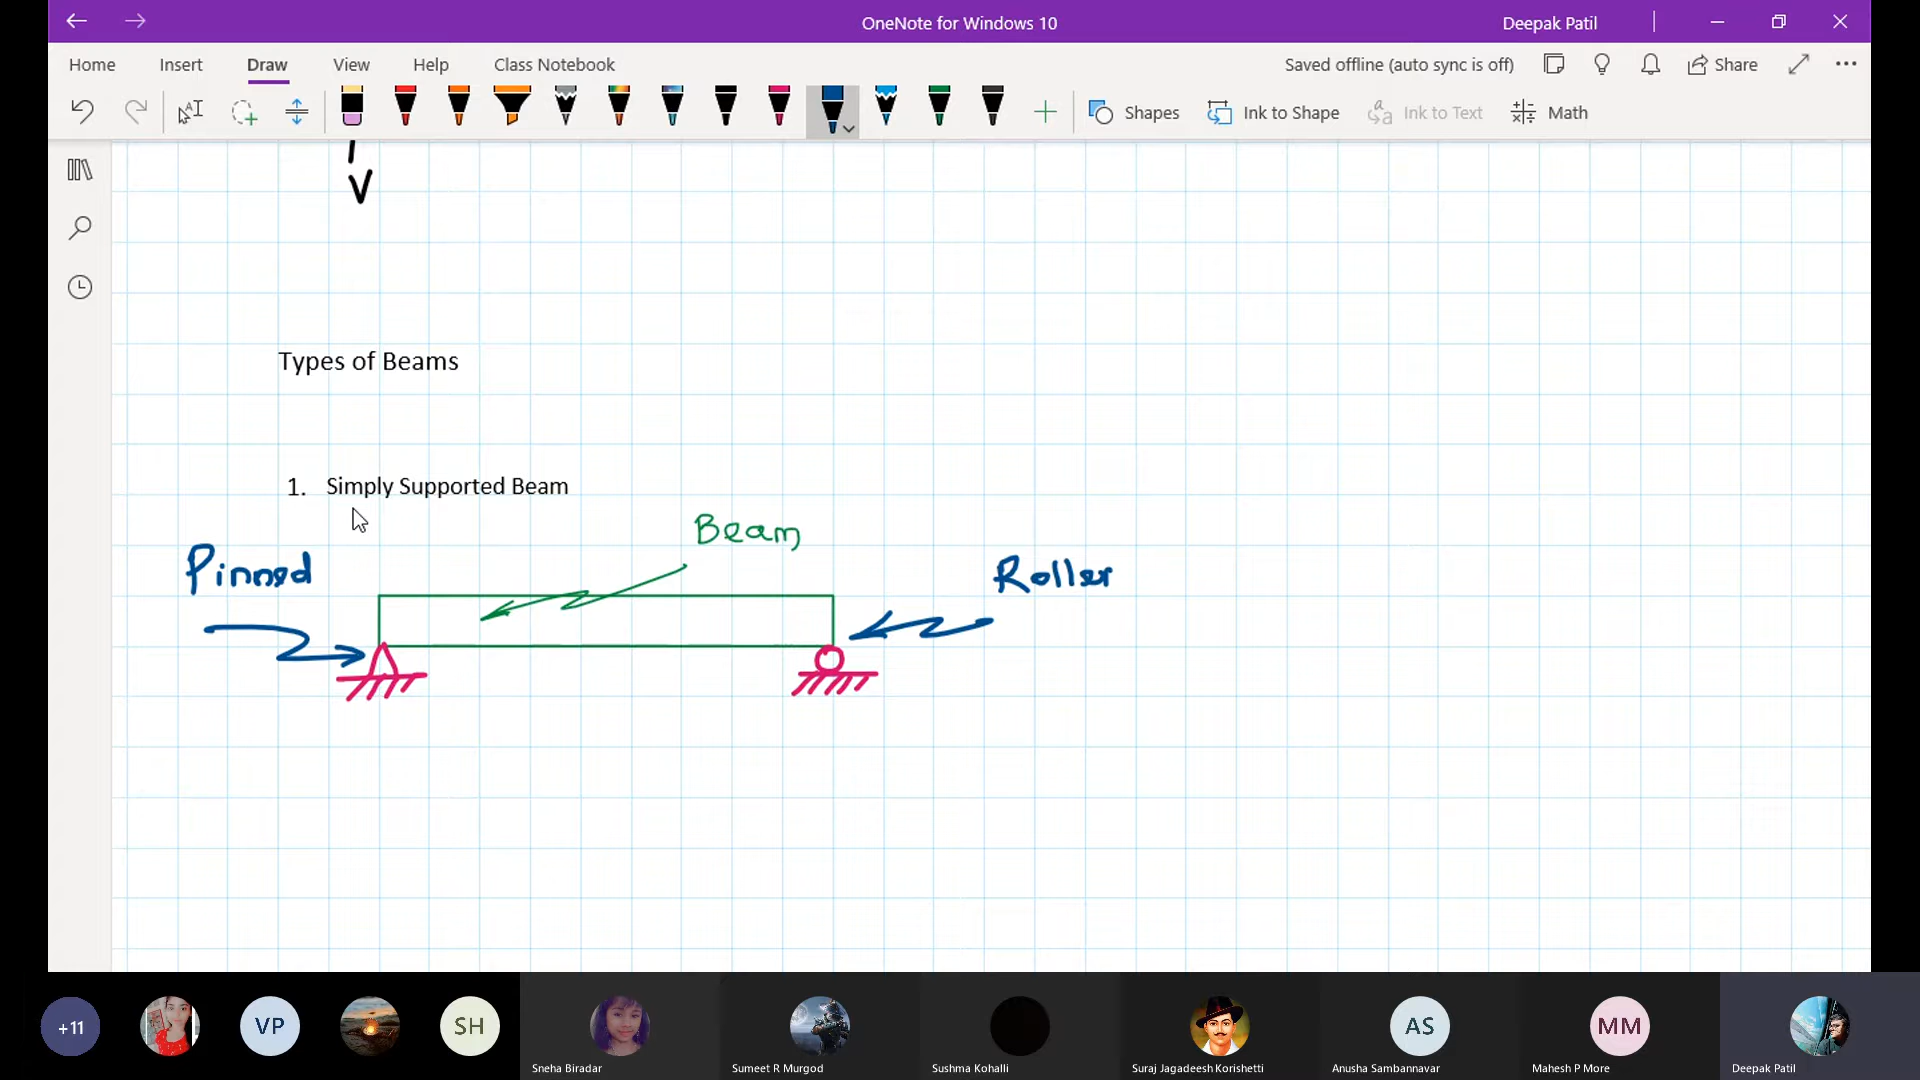 OneNote for Windows 10
Deepak Patil
Home Insert Draw View Help Class Notebook
Saved offline (auto sync is off)
Share
Shapes
Ink to Shape
Ink to Text
Math
V
Types of Beams
1. Simply Supported Beam
Beam
Pinned
Roller
+11
VP
SH
AS
MM
Sneha Biradar
Sumeet R Murgod
Sushma Kohalli
Suraj Jagadeesh Korishetti
Anusha Sambannavar
Mahesh P More
Deepak Patil